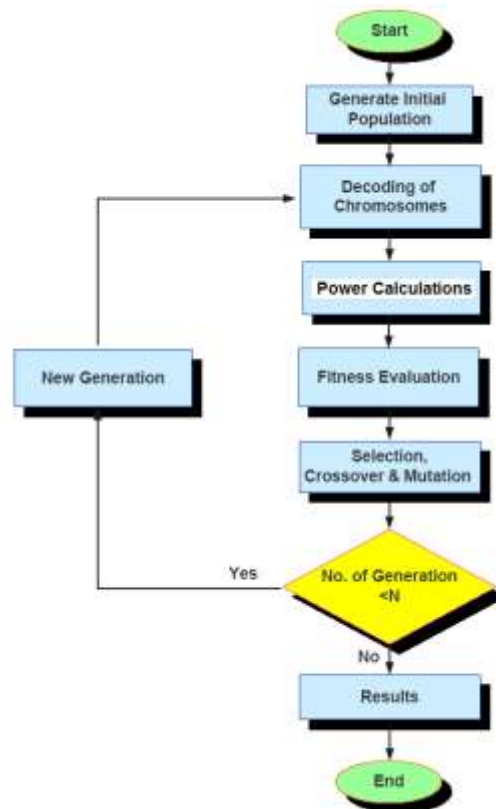 Start
Generate Initial
Population
Decoding of
Chromosomes
Power Calculations
New Generation
Fitness Evaluation
Selection,
Crossover & Mutation
Yes
No. of Generation
<N
No
Results
End